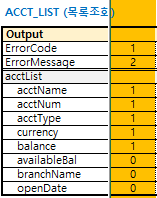 ACCT_LIST (목록조회)
Output
ErrorCode 1
ErrorMessage 2
acctList
acctName 1
acctNum 1
acctType 1
currency 1
balance 1
availableBal 0
branchName 0
openDate 0